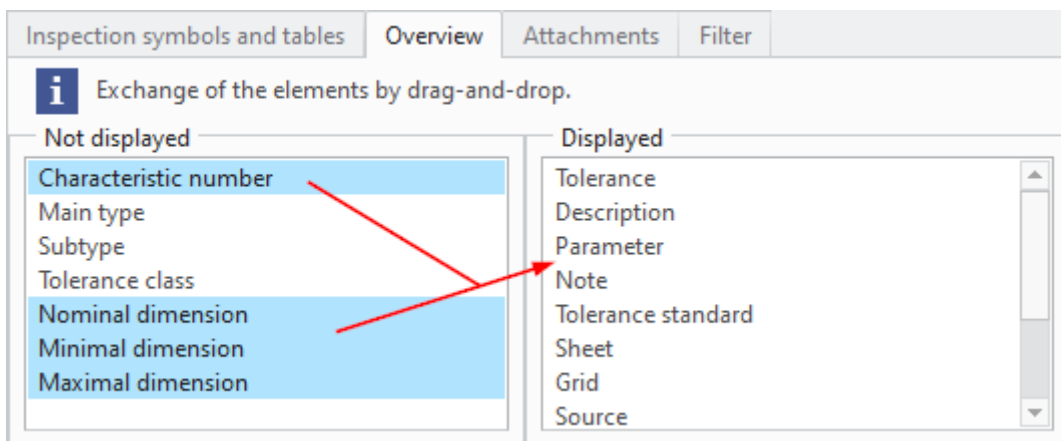 Inspection symbols and tables
Overview
Attachments
Filter
i
Exchange of the elements by drag-and-drop.
Not displayed
Characteristic number
Main type
Subtype
Tolerance class
Nominal dimension
Minimal dimension
Maximal dimension
Displayed
Tolerance
Description
Parameter
Note
Tolerance standard
Sheet
Grid
Source